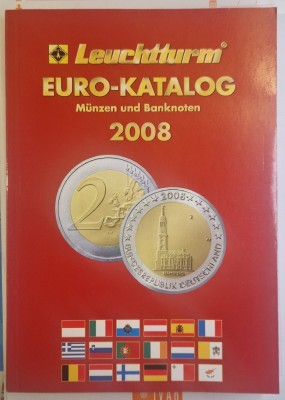 Leuchtturm
EURO-KATALOG
Münzen und Banknoten
2008
2
2008
BUNDESREPUBLIK DEUTSCHLAND